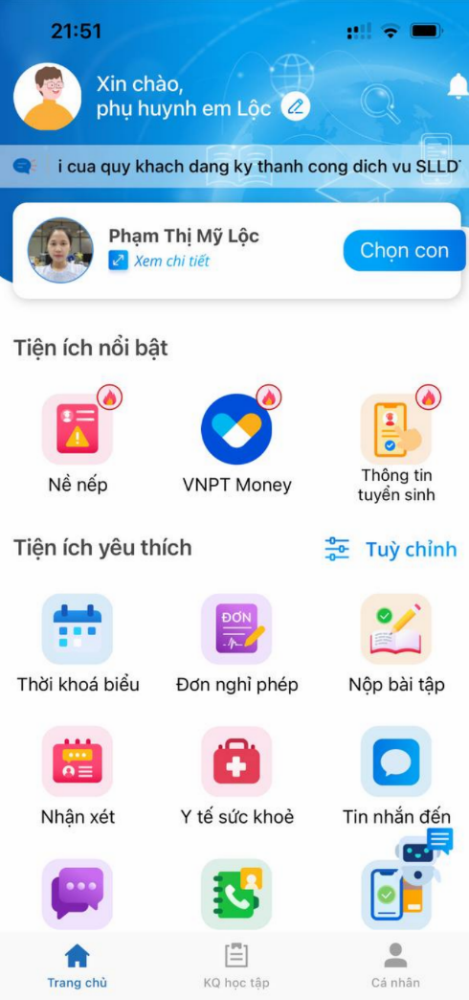 21:51
Xin chào,
phụ huynh em Lộc
i cua quy khach dang ky thanh cong dich vu SLLDT
Phạm Thị Mỹ Lộc
Xem chi tiết
Chọn con
Tiện ích nổi bật
Nề nếp
VNPT Money
Thông tin
tuyển sinh
Tiện ích yêu thích
Tuỳ chỉnh
ĐƠN
Thời khoá biểu
Đơn nghỉ phép
Nộp bài tập
Nhận xét
Y tế sức khoẻ
Tin nhắn đến
Trang chủ
KQ học tập
Cá nhân